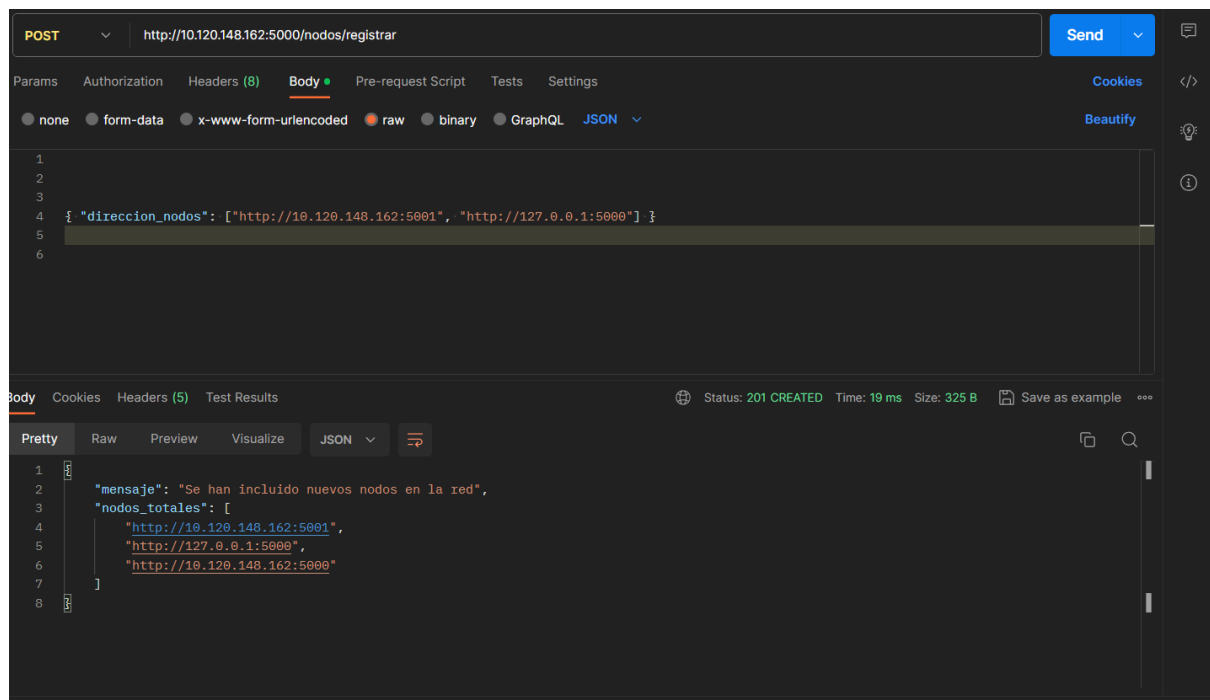 POST http://10.120.148.162:5000/nodos/registrar Send
Params Authorization Headers (8) Body Pre-request Script Tests Settings Cookies
none form-data x-www-form-urlencoded raw binary GraphQL JSON Beautify
1
2
3
4 { "direccion_nodos": ["http://10.120.148.162:5001", "http://127.0.0.1:5000"] }
5
6
Body Cookies Headers (5) Test Results Status: 201 CREATED Time: 19 ms Size: 325 B Save as example
Pretty Raw Preview Visualize JSON
1 {
2 "mensaje": "Se han incluido nuevos nodos en la red",
3 "nodos_totales": [
4 "http://10.120.148.162:5001",
5 "http://127.0.0.1:5000",
6 "http://10.120.148.162:5000"
7 ]
8 }